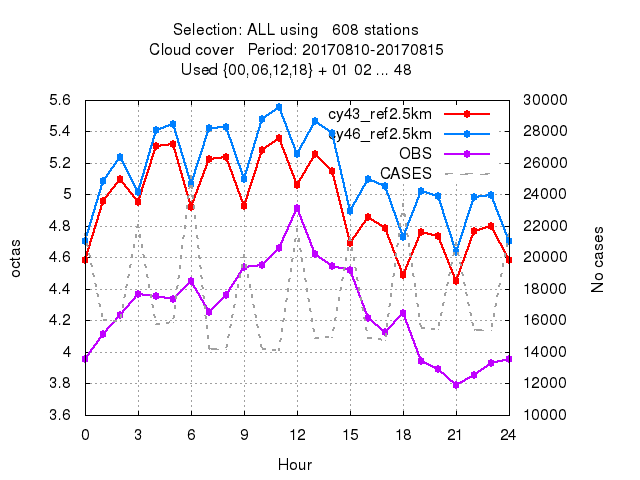 Selection: ALL using   608 stations
Cloud cover   Period: 20170810-20170815
Used {00,06,12,18} + 01 02 ... 48
5.6
5.4
5.2
5
4.8
4.6
4.4
4.2
4
3.8
3.6
octas
cy43_ref2.5km
cy46_ref2.5km
OBS
CASES
30000
28000
26000
24000
22000
20000
18000
16000
14000
12000
10000
No cases
0 3 6 9 12 15 18 21 24
Hour